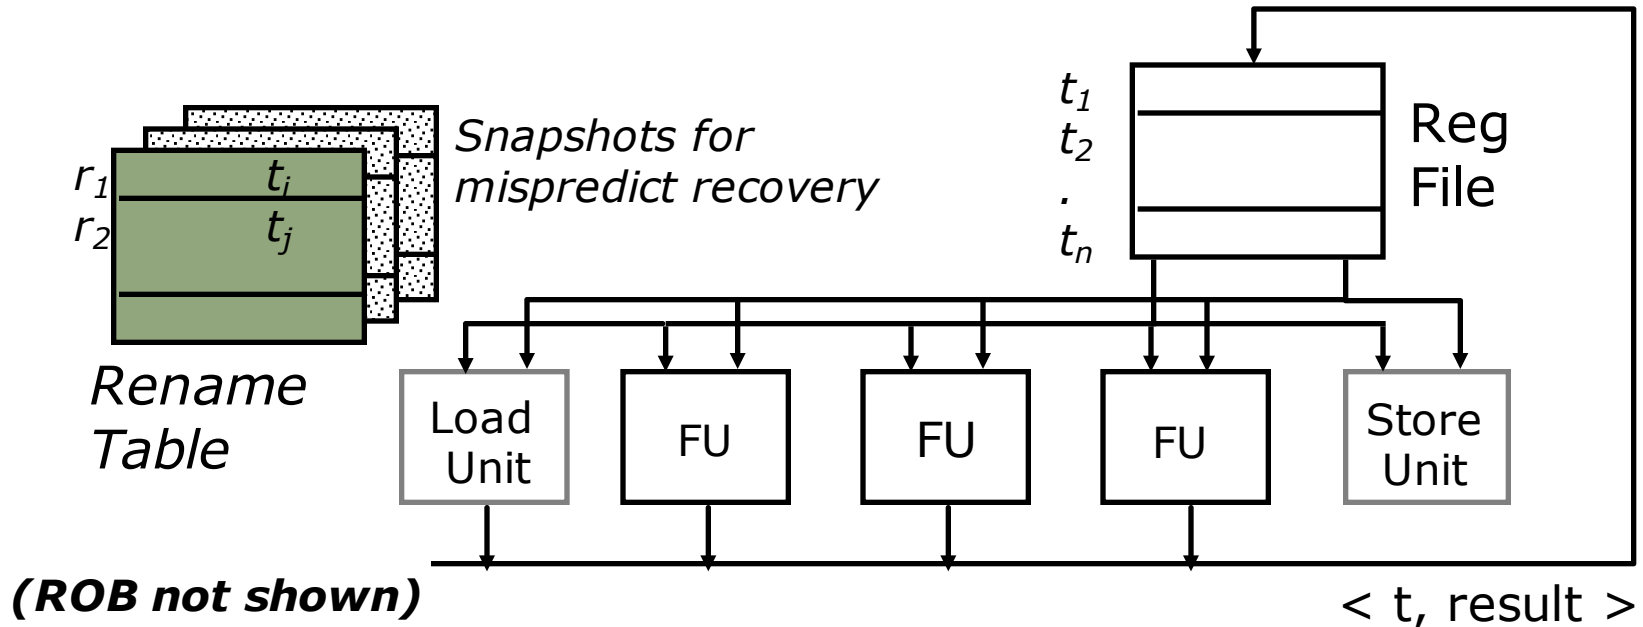 t₁
t₂
.
tₙ
Reg
File
Snapshots for
mispredict recovery
r₁ tᵢ
r₂ tⱼ
Rename
Table
Load
Unit
FU
FU
FU
Store
Unit
(ROB not shown)
< t, result >